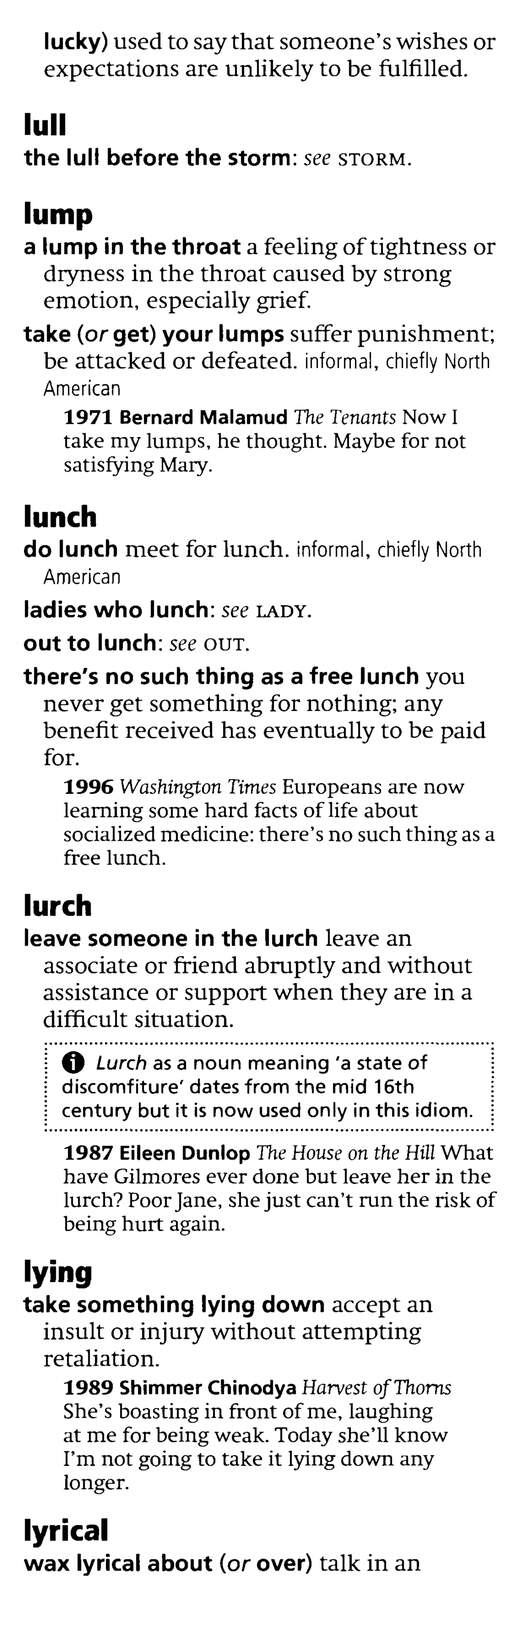 lucky) used to say that someone's wishes or
expectations are unlikely to be fulfilled.
lull
the lull before the storm: see STORM.
lump
a lump in the throat a feeling of tightness or
dryness in the throat caused by strong
emotion, especially grief.
take (or get) your lumps suffer punishment;
be attacked or defeated. informal, chiefly North
American
1971 Bernard Malamud The Tenants Now I
take my lumps, he thought. Maybe for not
satisfying Mary.
lunch
do lunch meet for lunch. informal, chiefly North
American
ladies who lunch: see LADY.
out to lunch: see OUT.
there's no such thing as a free lunch you
never get something for nothing; any
benefit received has eventually to be paid
for.
1996 Washington Times Europeans are now
learning some hard facts of life about
socialized medicine: there's no such thing as a
free lunch.
lurch
leave someone in the lurch leave an
associate or friend abruptly and without
assistance or support when they are in a
difficult situation.
i Lurch as a noun meaning 'a state of
discomfiture' dates from the mid 16th
century but it is now used only in this idiom.
1987 Eileen Dunlop The House on the Hill What
have Gilmores ever done but leave her in the
lurch? Poor Jane, she just can't run the risk of
being hurt again.
lying
take something lying down accept an
insult or injury without attempting
retaliation.
1989 Shimmer Chinodya Harvest of Thorns
She's boasting in front of me, laughing
at me for being weak. Today she'll know
I'm not going to take it lying down any
longer.
lyrical
wax lyrical about (or over) talk in an